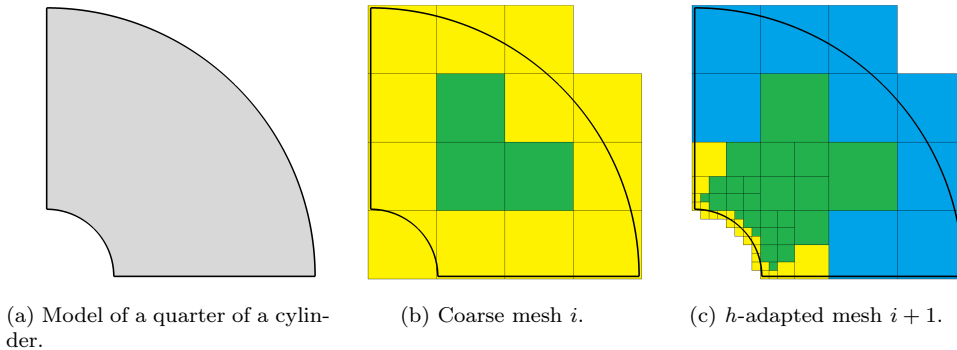 (a) Model of a quarter of a cylin-
der.
(b) Coarse mesh i.
(c) h-adapted mesh i + 1.